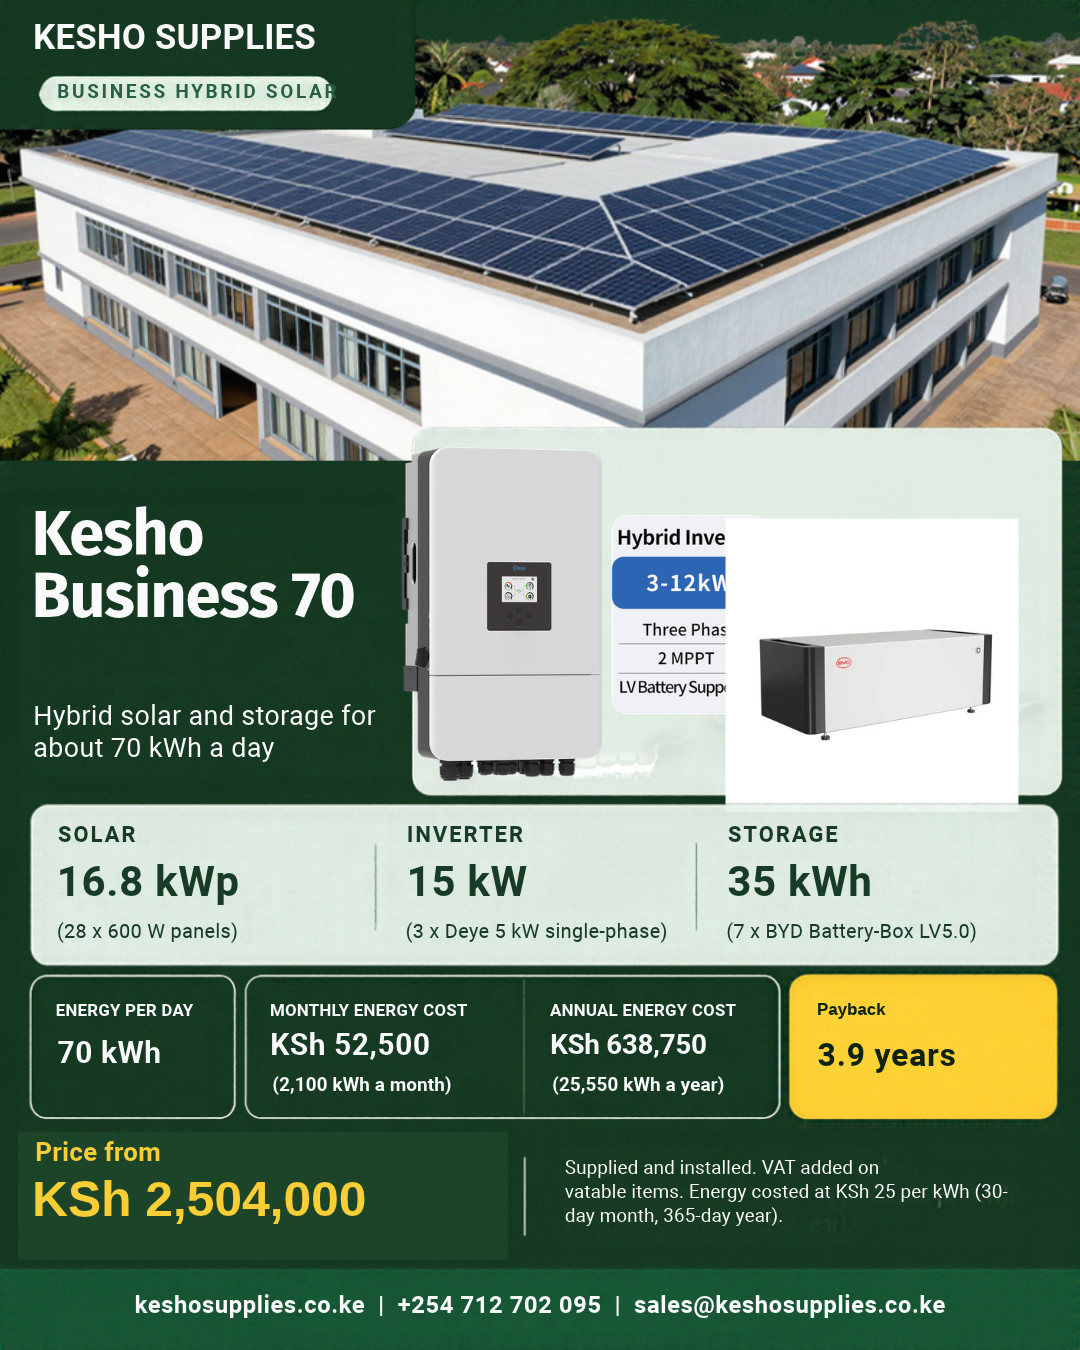 KESHO SUPPLIES
BUSINESS HYBRID SOLAR
Kesho
Business 70
Hybrid solar and storage for
about 70 kWh a day
Deye
Hybrid Inve
3-12kW
Three Phas
2 MPPT
LV Battery Suppo
BYD
SOLAR
16.8 kWp
(28 x 600 W panels)
INVERTER
15 kW
(3 x Deye 5 kW single-phase)
STORAGE
35 kWh
(7 x BYD Battery-Box LV5.0)
ENERGY PER DAY
70 kWh
MONTHLY ENERGY COST
KSh 52,500
(2,100 kWh a month)
ANNUAL ENERGY COST
KSh 638,750
(25,550 kWh a year)
Payback
3.9 years
Price from
KSh 2,504,000
Supplied and installed. VAT added on
vatable items. Energy costed at KSh 25 per kWh (30-
day month, 365-day year).
keshosupplies.co.ke | +254 712 702 095 | sales@keshosupplies.co.ke